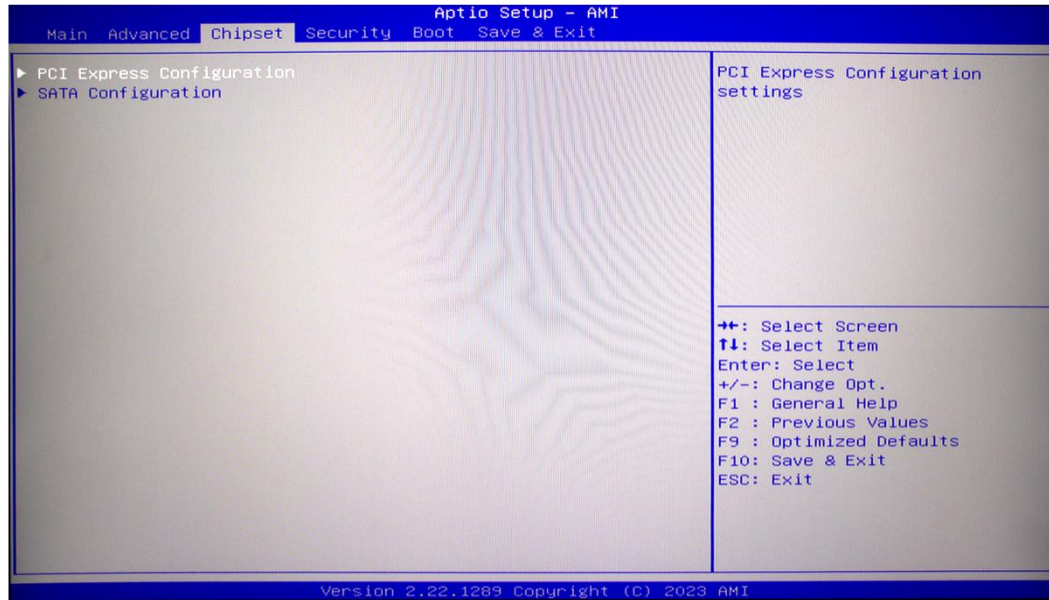 Aptio Setup - AMI
Main Advanced Chipset Security Boot Save & Exit
▶ PCI Express Configuration
▶ SATA Configuration
PCI Express Configuration
settings
→←: Select Screen
↑↓: Select Item
Enter: Select
+/-: Change Opt.
F1 : General Help
F2 : Previous Values
F9 : Optimized Defaults
F10: Save & Exit
ESC: Exit
Version 2.22.1289 Copyright (C) 2023 AMI